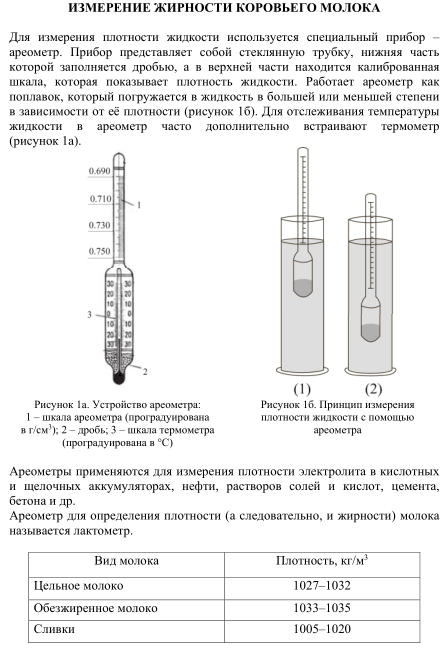 ИЗМЕРЕНИЕ ЖИРНОСТИ КОРОВЬЕГО МОЛОКА
Для измерения плотности жидкости используется специальный прибор –
ареометр. Прибор представляет собой стеклянную трубку, нижняя часть
которой заполняется дробью, а в верхней части находится калиброванная
шкала, которая показывает плотность жидкости. Работает ареометр как
поплавок, который погружается в жидкость в большей или меньшей степени
в зависимости от её плотности (рисунок 1б). Для отслеживания температуры
жидкости в ареометр часто дополнительно встраивают термометр
(рисунок 1а).
0.690
0.710
1
0.730
0.750
30 30
20 20
10 10
3
0 0
10 10
20 20
30 30
2
(1) (2)
Рисунок 1а. Устройство ареометра:
1 – шкала ареометра (проградуирована
в г/см³); 2 – дробь; 3 – шкала термометра
(проградуирована в °С)
Рисунок 1б. Принцип измерения
плотности жидкости с помощью
ареометра
Ареометры применяются для измерения плотности электролита в кислотных
и щелочных аккумуляторах, нефти, растворов солей и кислот, цемента,
бетона и др.
Ареометр для определения плотности (а следовательно, и жирности) молока
называется лактометр.
Вид молока Плотность, кг/м³
Цельное молоко 1027–1032
Обезжиренное молоко 1033–1035
Сливки 1005–1020